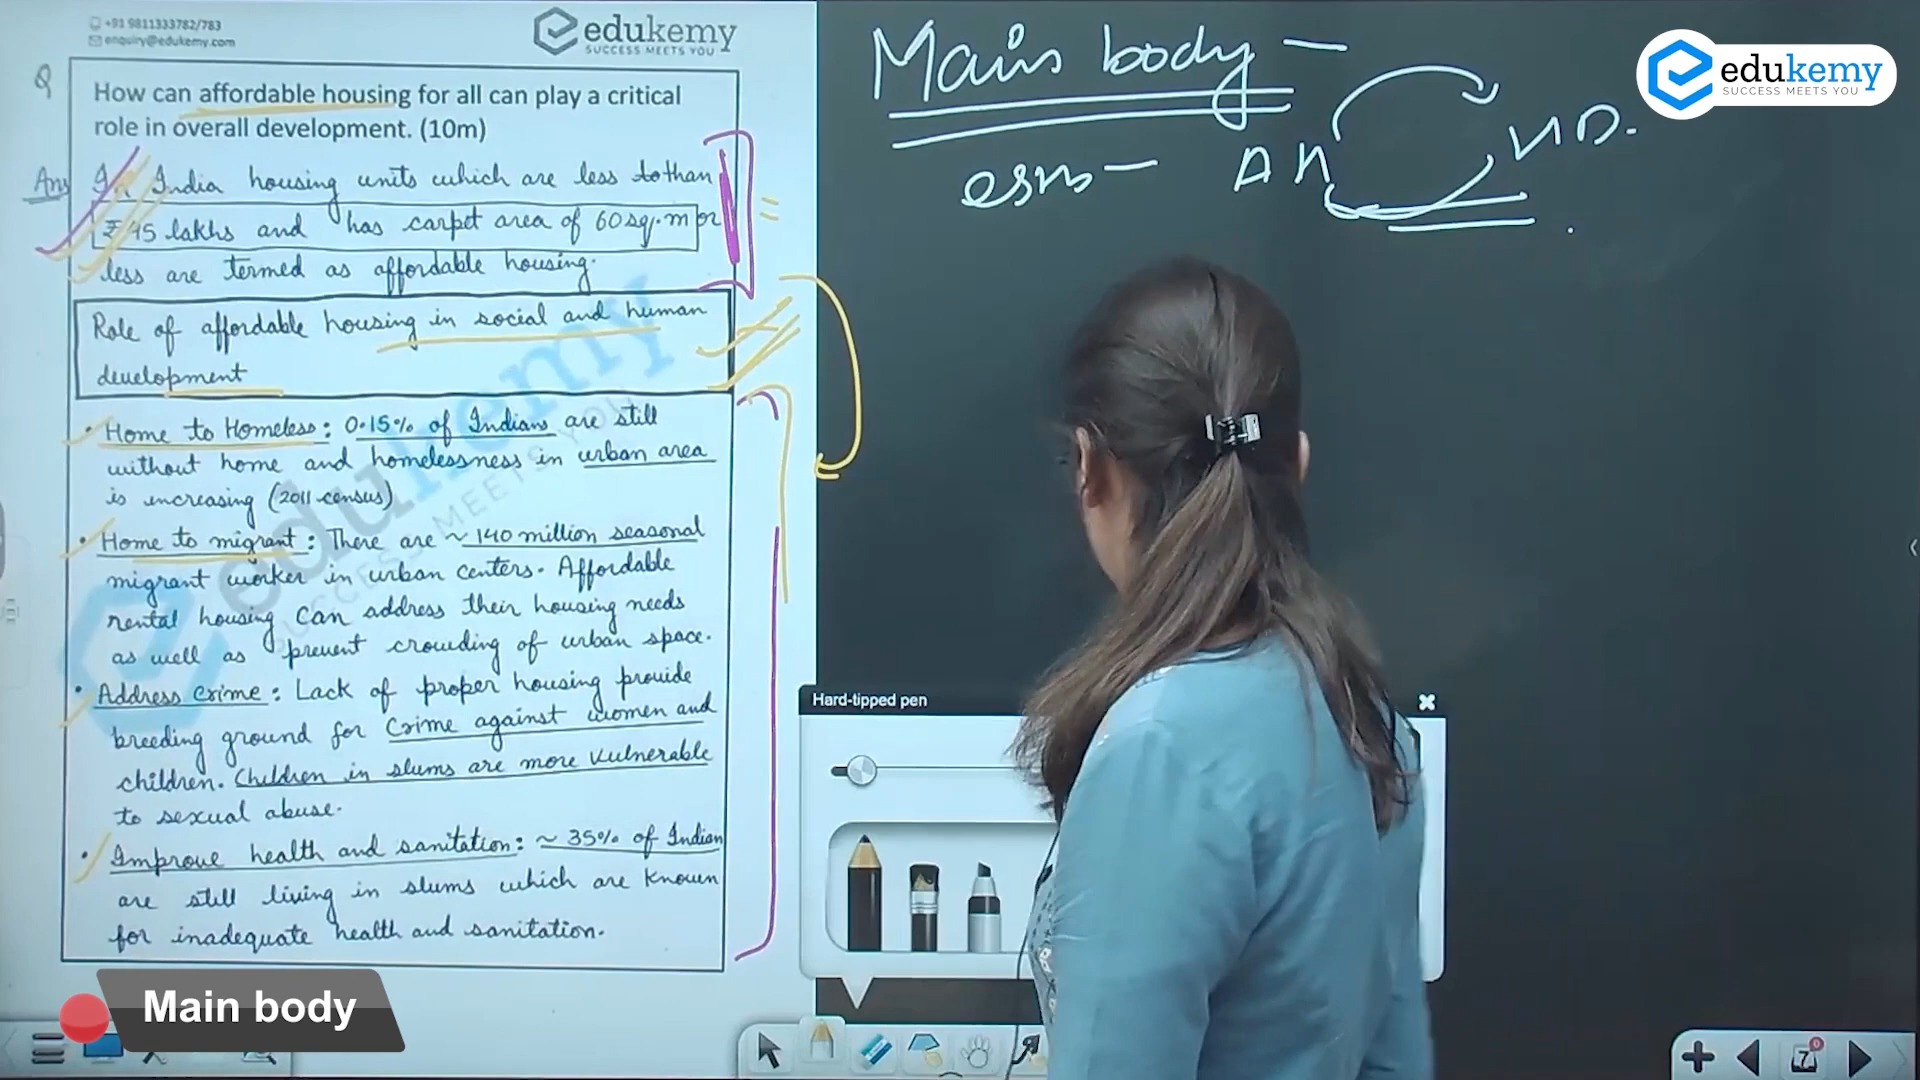 +91 9811333782/783
enquiry@edukemy.com
edukemy
SUCCESS MEETS YOU
Q
How can affordable housing for all can play a critical
role in overall development. (10m)
Ans
In India housing units which are less to than
₹45 lakhs and has carpet area of 60 sq.m or
less are termed as affordable housing.
Role of affordable housing in social and human
development
• Home to Homeless: 0.15% of Indians are still
without home and homelessness in urban area
is increasing (2011 census)
• Home to migrant: There are ~ 140 million seasonal
migrant worker in urban centers. Affordable
rental housing can address their housing needs
as well as prevent crowding of urban space.
• Address crime: Lack of proper housing provide
breeding ground for crime against women and
children. Children in slums are more vulnerable
to sexual abuse.
• Improve health and sanitation: ~ 35% of Indian
are still living in slums which are known
for inadequate health and sanitation.
Main body -
edukemy
SUCCESS MEETS YOU
Hard-tipped pen
Main body
7
0